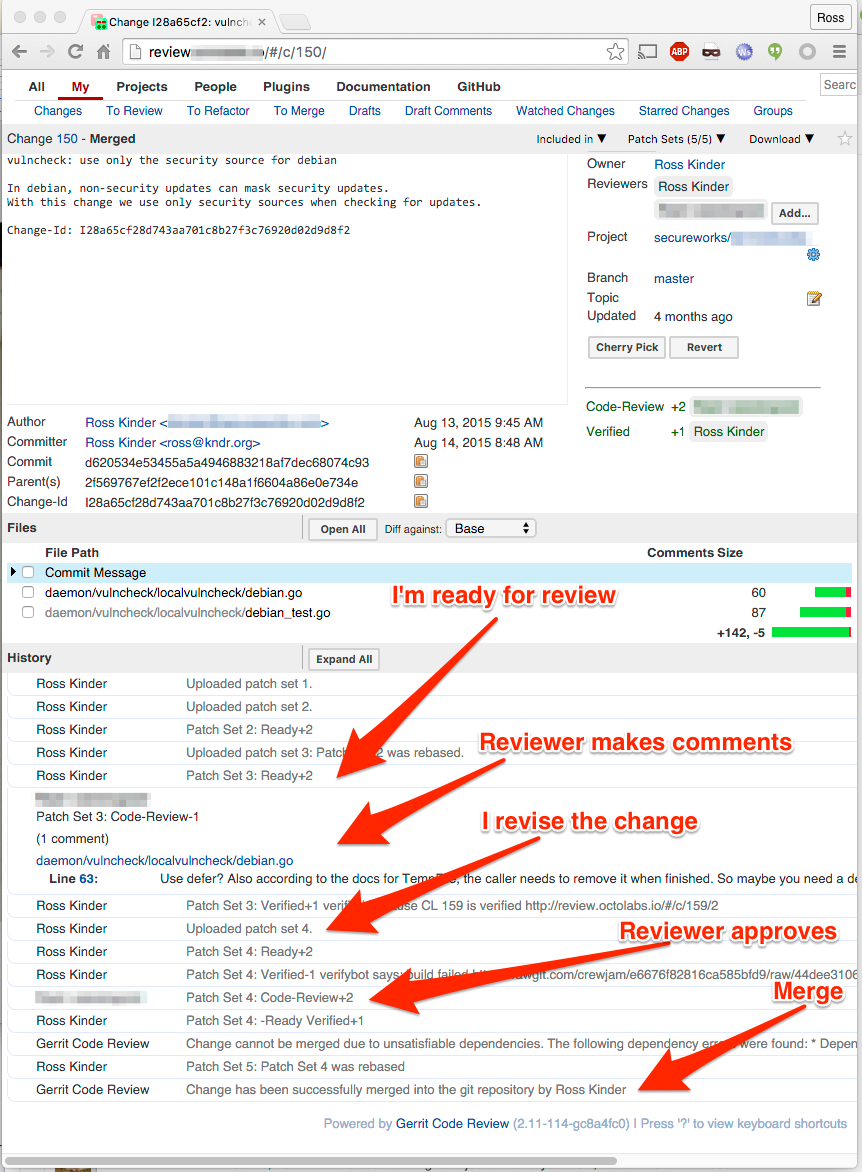 Change I28a65cf2: vulnch
Ross
review /#/c/150/
ABP
Ws
All My Projects People Plugins Documentation GitHub
Searc
Changes To Review To Refactor To Merge Drafts Draft Comments Watched Changes Starred Changes Groups
Change 150 - Merged Included in ▼ Patch Sets (5/5) ▼ Download ▼
vulncheck: use only the security source for debian
In debian, non-security updates can mask security updates.
With this change we use only security sources when checking for updates.
Change-Id: I28a65cf28d743aa701c8b27f3c76920d02d9d8f2
Owner Ross Kinder
Reviewers Ross Kinder
Add...
Project secureworks/
Branch master
Topic
Updated 4 months ago
Cherry Pick Revert
Code-Review +2
Verified +1 Ross Kinder
Author Ross Kinder < > Aug 13, 2015 9:45 AM
Committer Ross Kinder <ross@kndr.org> Aug 14, 2015 8:48 AM
Commit d620534e53455a5a4946883218af7dec68074c93
Parent(s) 2f569767ef2f2ece101c148a1f6604a86e0e734e
Change-Id I28a65cf28d743aa701c8b27f3c76920d02d9d8f2
Files Open All Diff against: Base
File Path Comments Size
Commit Message
daemon/vulncheck/localvulncheck/debian.go 60
daemon/vulncheck/localvulncheck/debian_test.go 87
+142, -5
I'm ready for review
History Expand All
Ross Kinder Uploaded patch set 1.
Ross Kinder Uploaded patch set 2.
Ross Kinder Patch Set 2: Ready+2
Ross Kinder Uploaded patch set 3: Patch 2 was rebased.
Reviewer makes comments
Ross Kinder Patch Set 3: Ready+2
Patch Set 3: Code-Review-1
(1 comment)
I revise the change
daemon/vulncheck/localvulncheck/debian.go
Line 63: Use defer? Also according to the docs for the caller needs to remove it when finished. So maybe you need a de
Ross Kinder Patch Set 3: Verified+1 CL 159 is verified http://review.octolabs.io/#/c/159/2
Ross Kinder Uploaded patch set 4.
Reviewer approves
Ross Kinder Patch Set 4: Ready+2
Ross Kinder Patch Set 4: Verified-1 verifybot says: build failed awgit.com/crewjam/e6676f82816ca585bfd9/raw/44dee3106
Patch Set 4: Code-Review+2
Merge
Ross Kinder Patch Set 4: -Ready Verified+1
Gerrit Code Review Change cannot be merged due to unsatisfiable dependencies. The following dependency were found: * Depen
Ross Kinder Patch Set 5: Patch Set 4 was rebased
Gerrit Code Review Change has been successfully merged into the git repository by Ross Kinder
Powered by Gerrit Code Review (2.11-114-gc8a4fc0) | Press '?' to view keyboard shortcuts